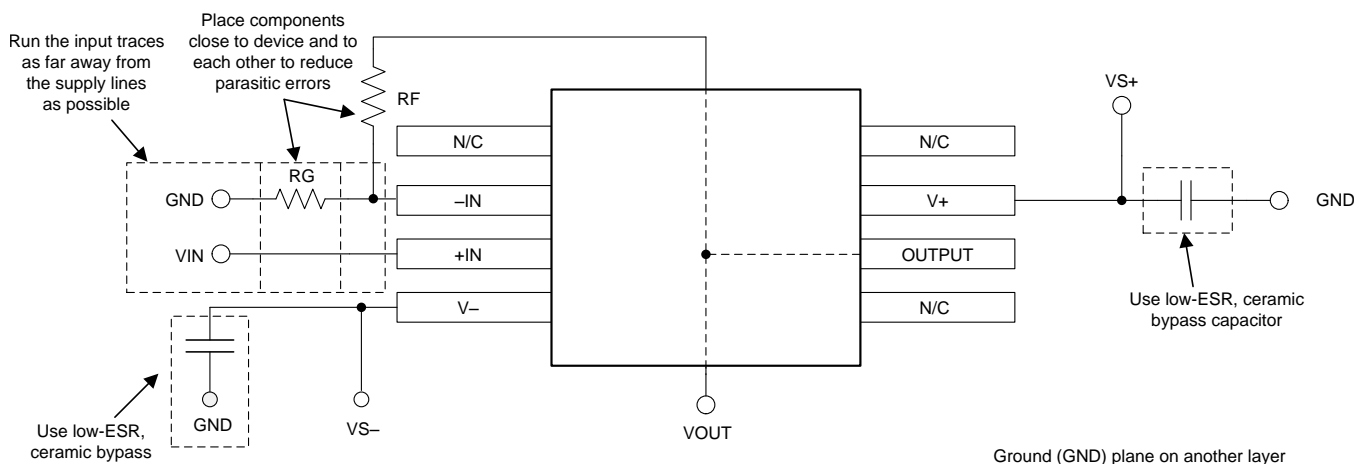 Place components
close to device and to
each other to reduce
parasitic errors
Run the input traces
as far away from
the supply lines
as possible
VS+
RF
N/C
N/C
RG
GND
–IN
V+
GND
VIN
+IN
OUTPUT
V–
N/C
Use low-ESR, ceramic
bypass capacitor
GND
VS–
VOUT
Use low-ESR,
ceramic bypass
Ground (GND) plane on another layer